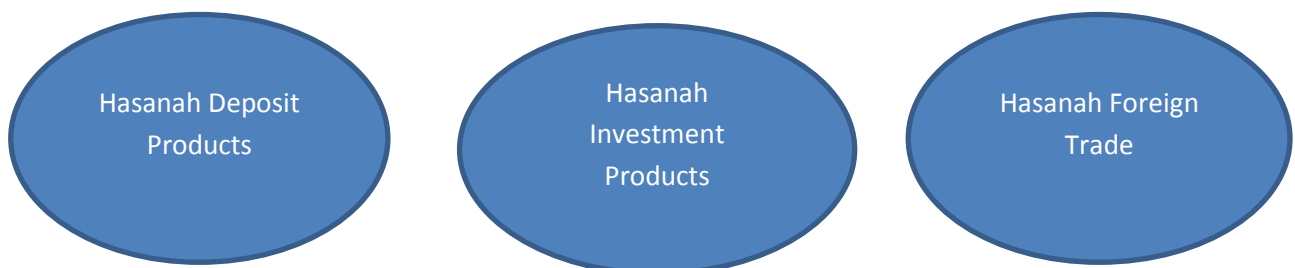 Hasanah Deposit
Products
Hasanah
Investment
Products
Hasanah Foreign
Trade